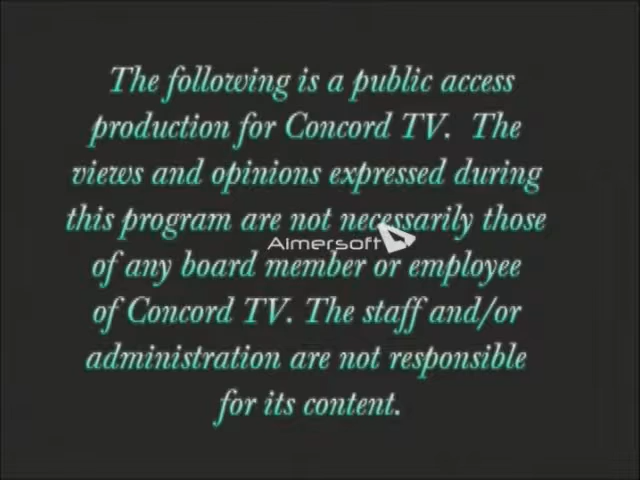 The following is a public access
production for Concord TV. The
views and opinions expressed during
this program are not necessarily those
Aimersoft
of any board member or employee
of Concord TV. The staff and/or
administration are not responsible
for its content.